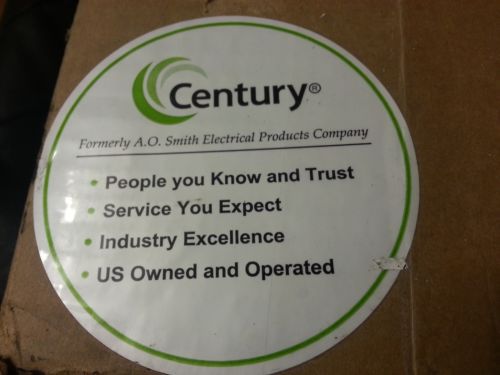 Century®
Formerly A.O. Smith Electrical Products Company
• People you Know and Trust
• Service You Expect
• Industry Excellence
• US Owned and Operated